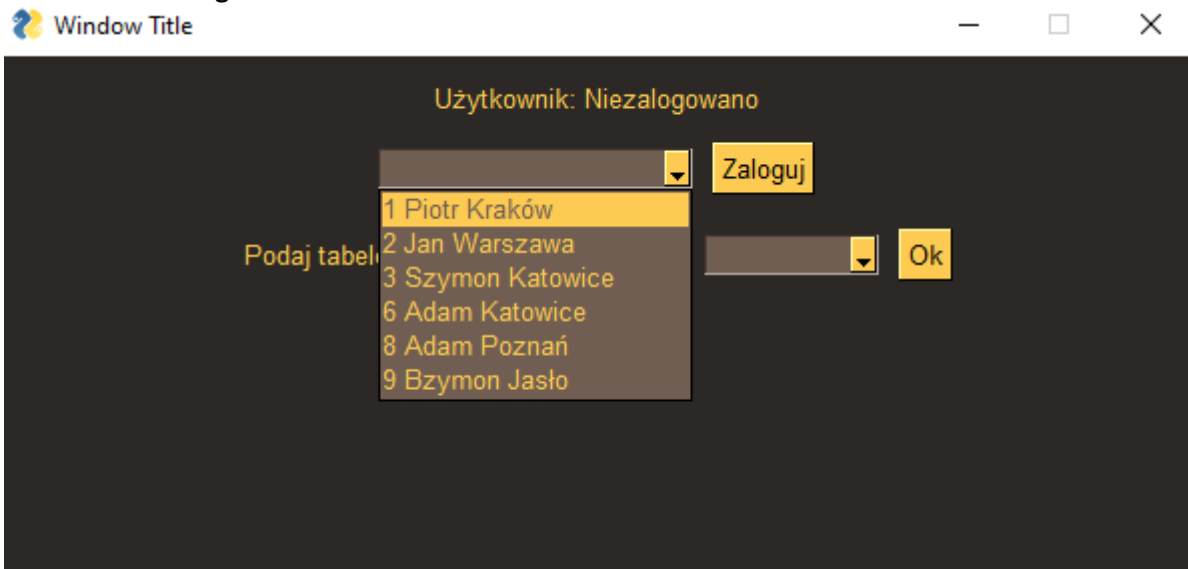 Window Title
Użytkownik: Niezalogowano
Zaloguj
1 Piotr Kraków
2 Jan Warszawa
3 Szymon Katowice
6 Adam Katowice
8 Adam Poznań
9 Bzymon Jasło
Podaj
Ok